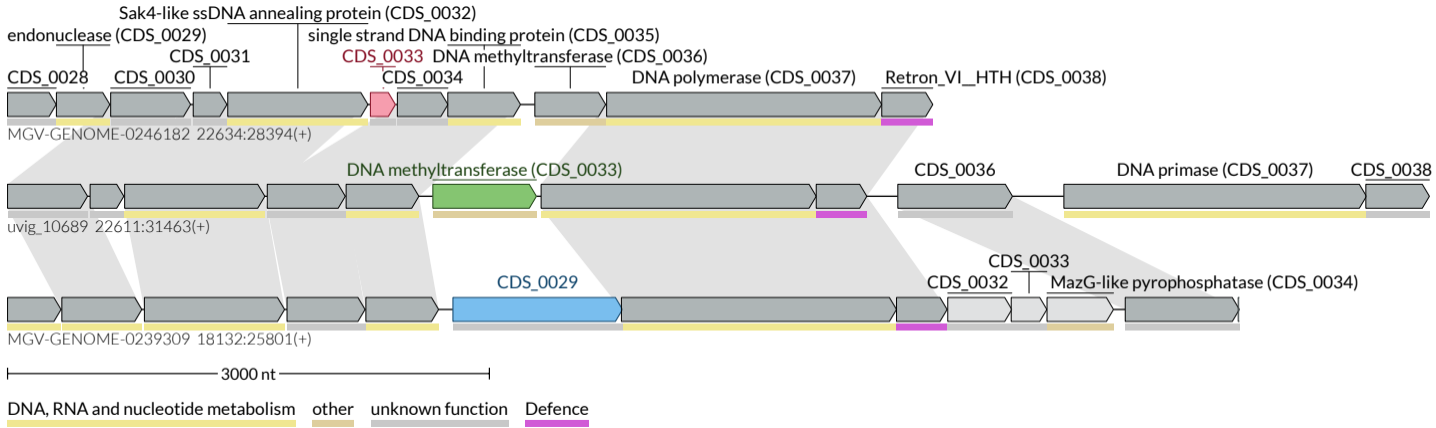 Sak4-like ssDNA annealing protein (CDS_0032)
endonuclease (CDS_0029) single strand DNA binding protein (CDS_0035)
CDS_0031 CDS_0033 DNA methyltransferase (CDS_0036)
CDS_0028 CDS_0030 CDS_0034 DNA polymerase (CDS_0037) Retron_VI__HTH (CDS_0038)
MGV-GENOME-0246182 22634:28394(+)
DNA methyltransferase (CDS_0033) CDS_0036 DNA primase (CDS_0037) CDS_0038
uvig_10689 22611:31463(+)
CDS_0033
CDS_0029 CDS_0032 MazG-like pyrophosphatase (CDS_0034)
MGV-GENOME-0239309 18132:25801(+)
3000 nt
DNA, RNA and nucleotide metabolism other unknown function Defence